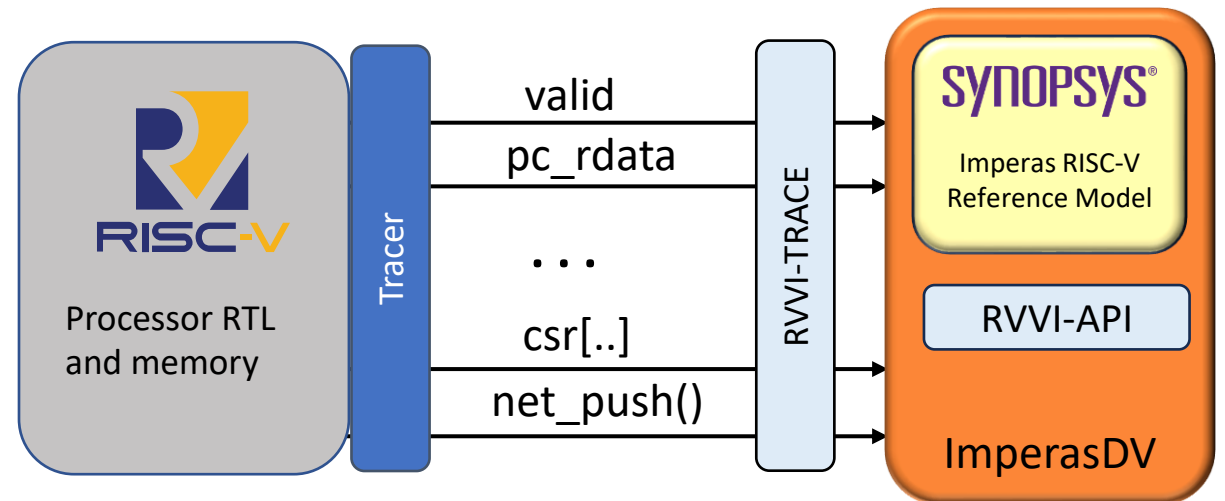 RISC-V
Processor RTL
and memory
Tracer
valid
pc_rdata
...
csr[..]
net_push()
RVVI-TRACE
SYNOPSYS®
Imperas RISC-V
Reference Model
RVVI-API
ImperasDV